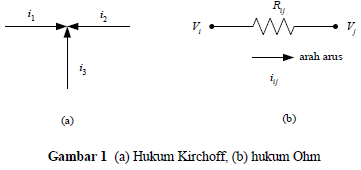 i1 i2
i3
(a)
Rij
Vi Vj
arah arus
iij
(b)
Gambar 1 (a) Hukum Kirchoff, (b) hukum Ohm